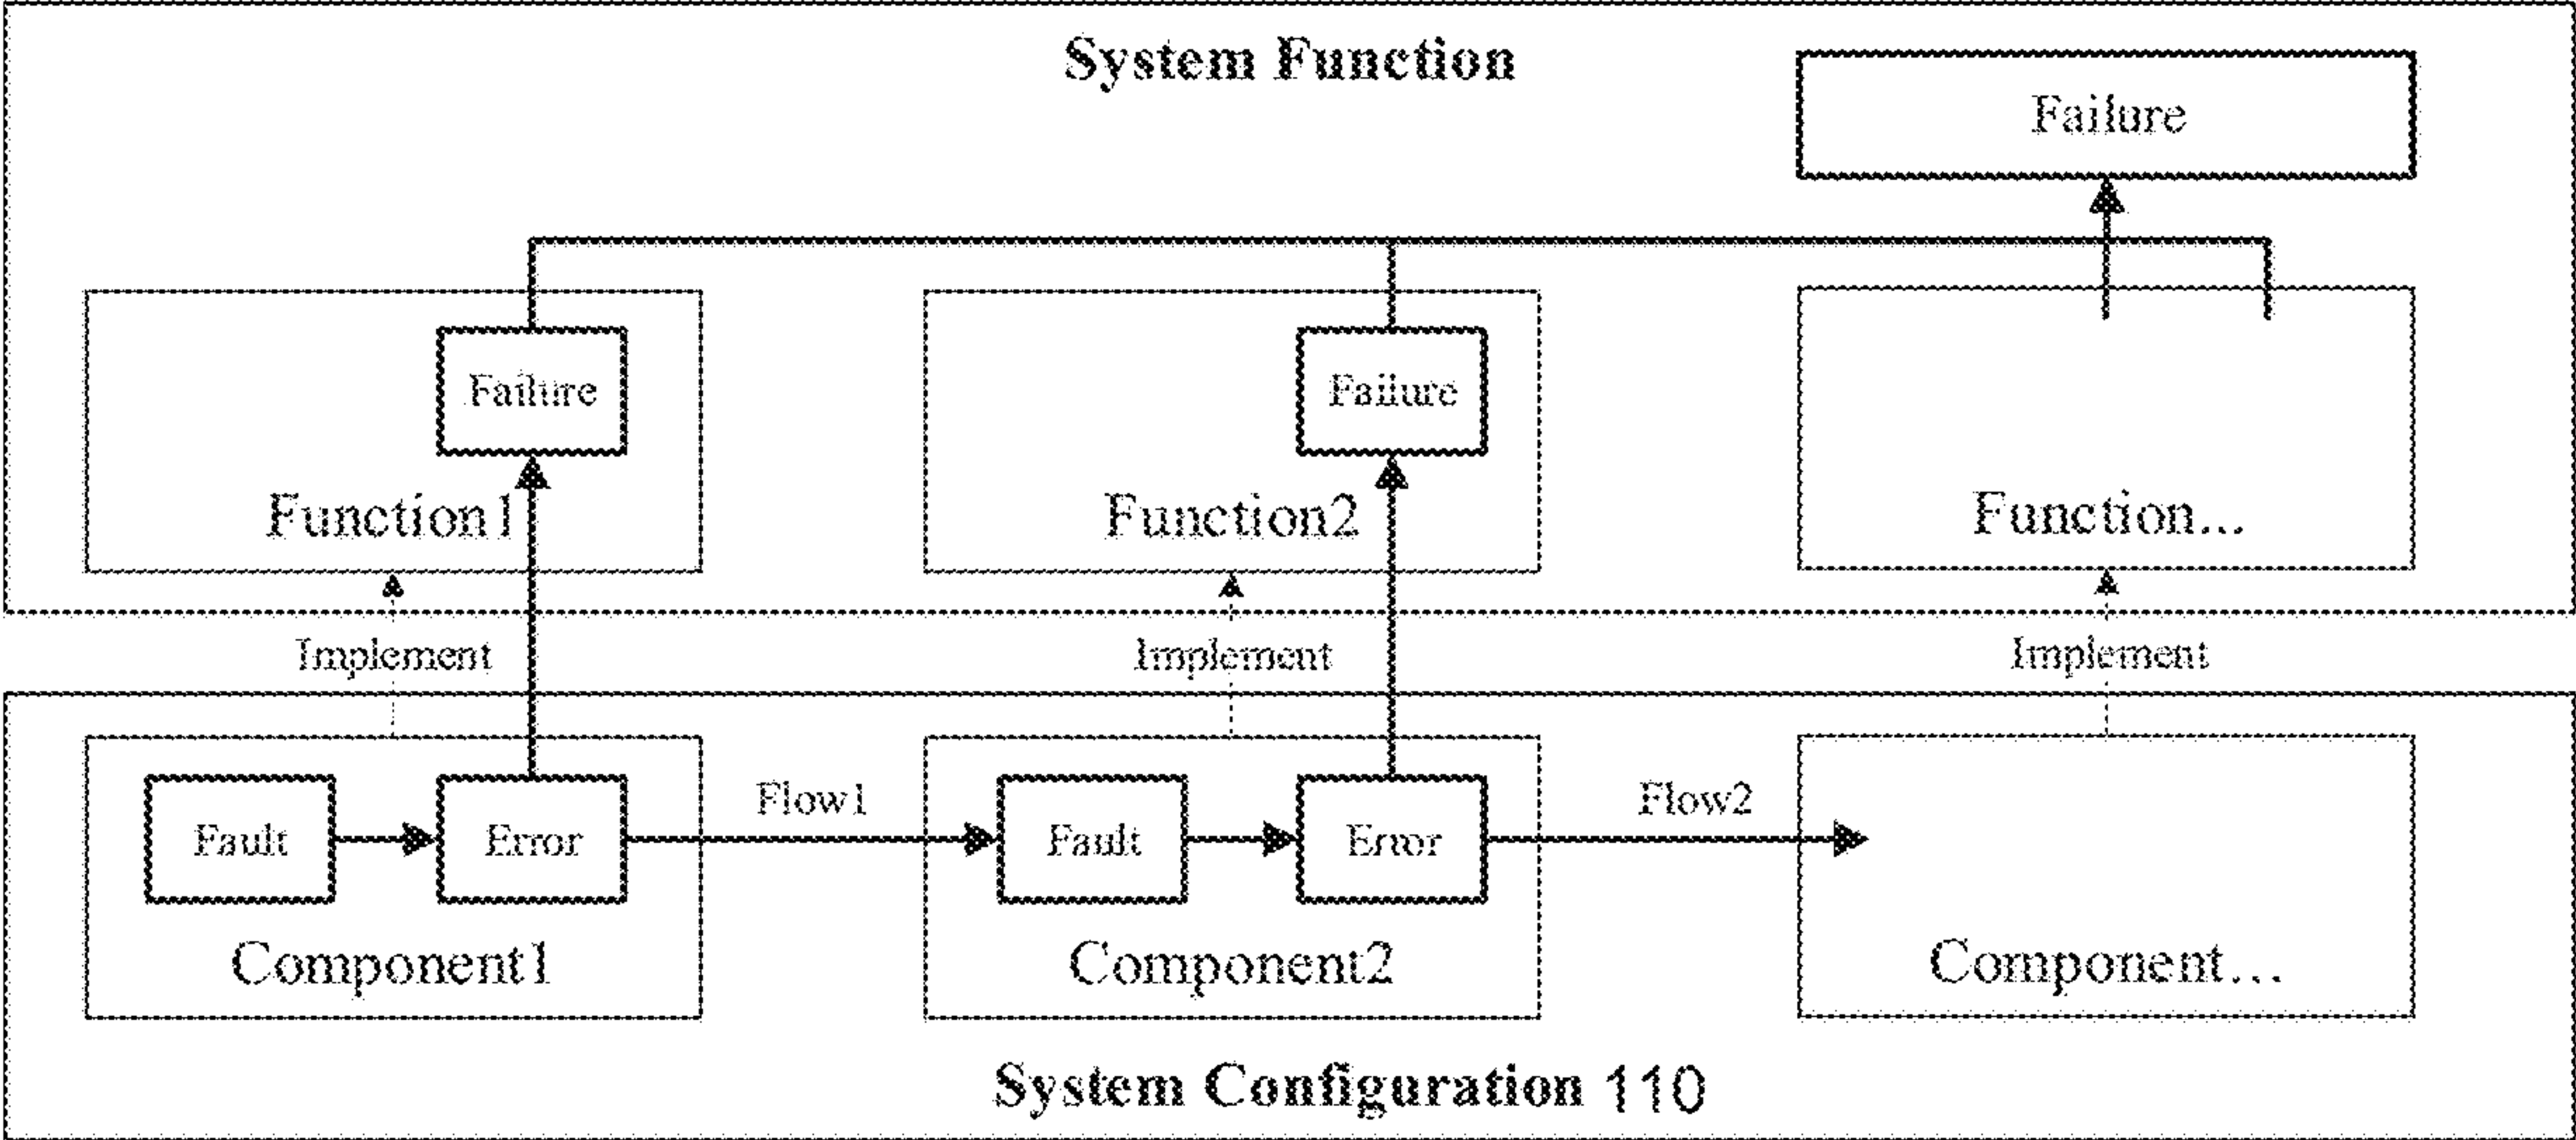 System Function
Failure
Failure
Failure
Function1
Function2
Function...
Implement
Implement
Implement
Fault
Error
Flow1
Fault
Error
Flow2
Component1
Component2
Component...
System Configuration 110